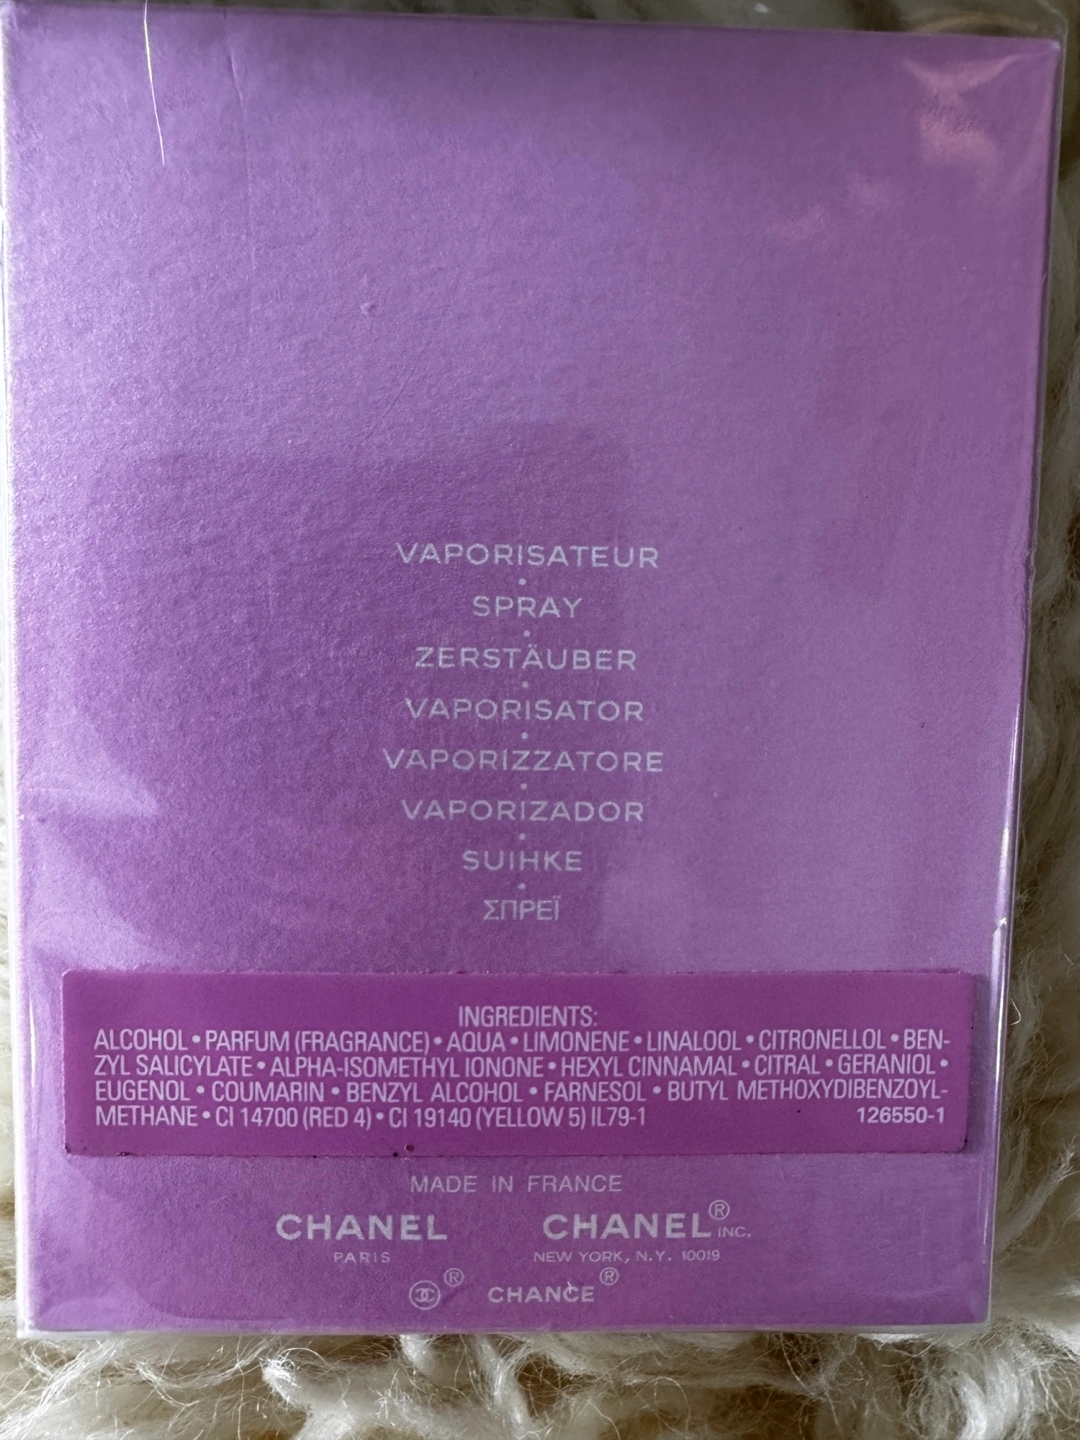 VAPORISATEUR
•
SPRAY
•
ZERSTÄUBER
•
VAPORISATOR
•
VAPORIZZATORE
•
VAPORIZADOR
•
SUIHKE
•
ΣΠΡΕΪ
INGREDIENTS:
ALCOHOL • PARFUM (FRAGRANCE) • AQUA • LIMONENE • LINALOOL • CITRONELLOL • BEN-
ZYL SALICYLATE • ALPHA-ISOMETHYL IONONE • HEXYL CINNAMAL • CITRAL • GERANIOL •
EUGENOL • COUMARIN • BENZYL ALCOHOL • FARNESOL • BUTYL METHOXYDIBENZOYL-
METHANE • CI 14700 (RED 4) • CI 19140 (YELLOW 5) IL79-1 126550-1
MADE IN FRANCE
CHANEL CHANEL® INC.
PARIS NEW YORK, N.Y. 10019
® CHANCE®